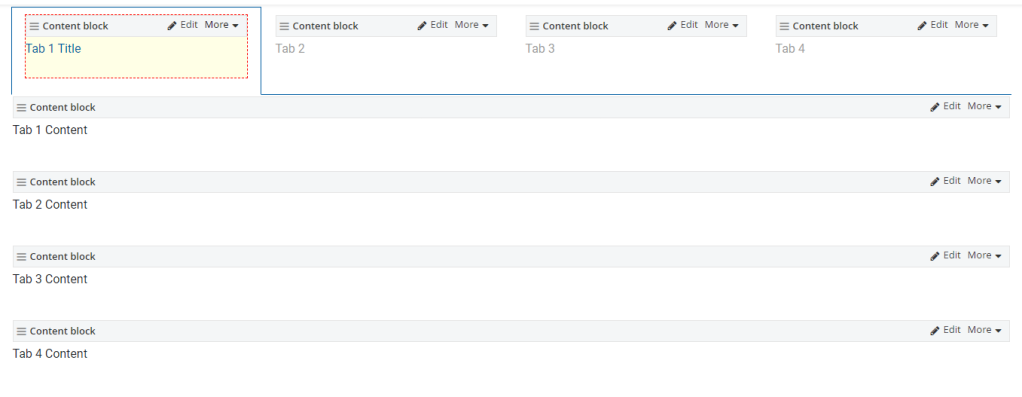 Content block Edit More Content block Edit More Content block Edit More Content block Edit More
Tab 1 Title Tab 2 Tab 3 Tab 4
Content block Edit More
Tab 1 Content
Content block Edit More
Tab 2 Content
Content block Edit More
Tab 3 Content
Content block Edit More
Tab 4 Content